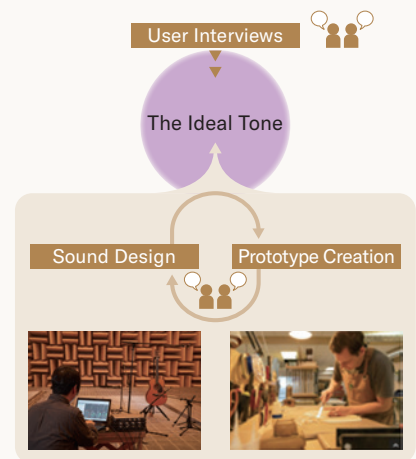 User Interviews
The Ideal Tone
Sound Design
Prototype Creation